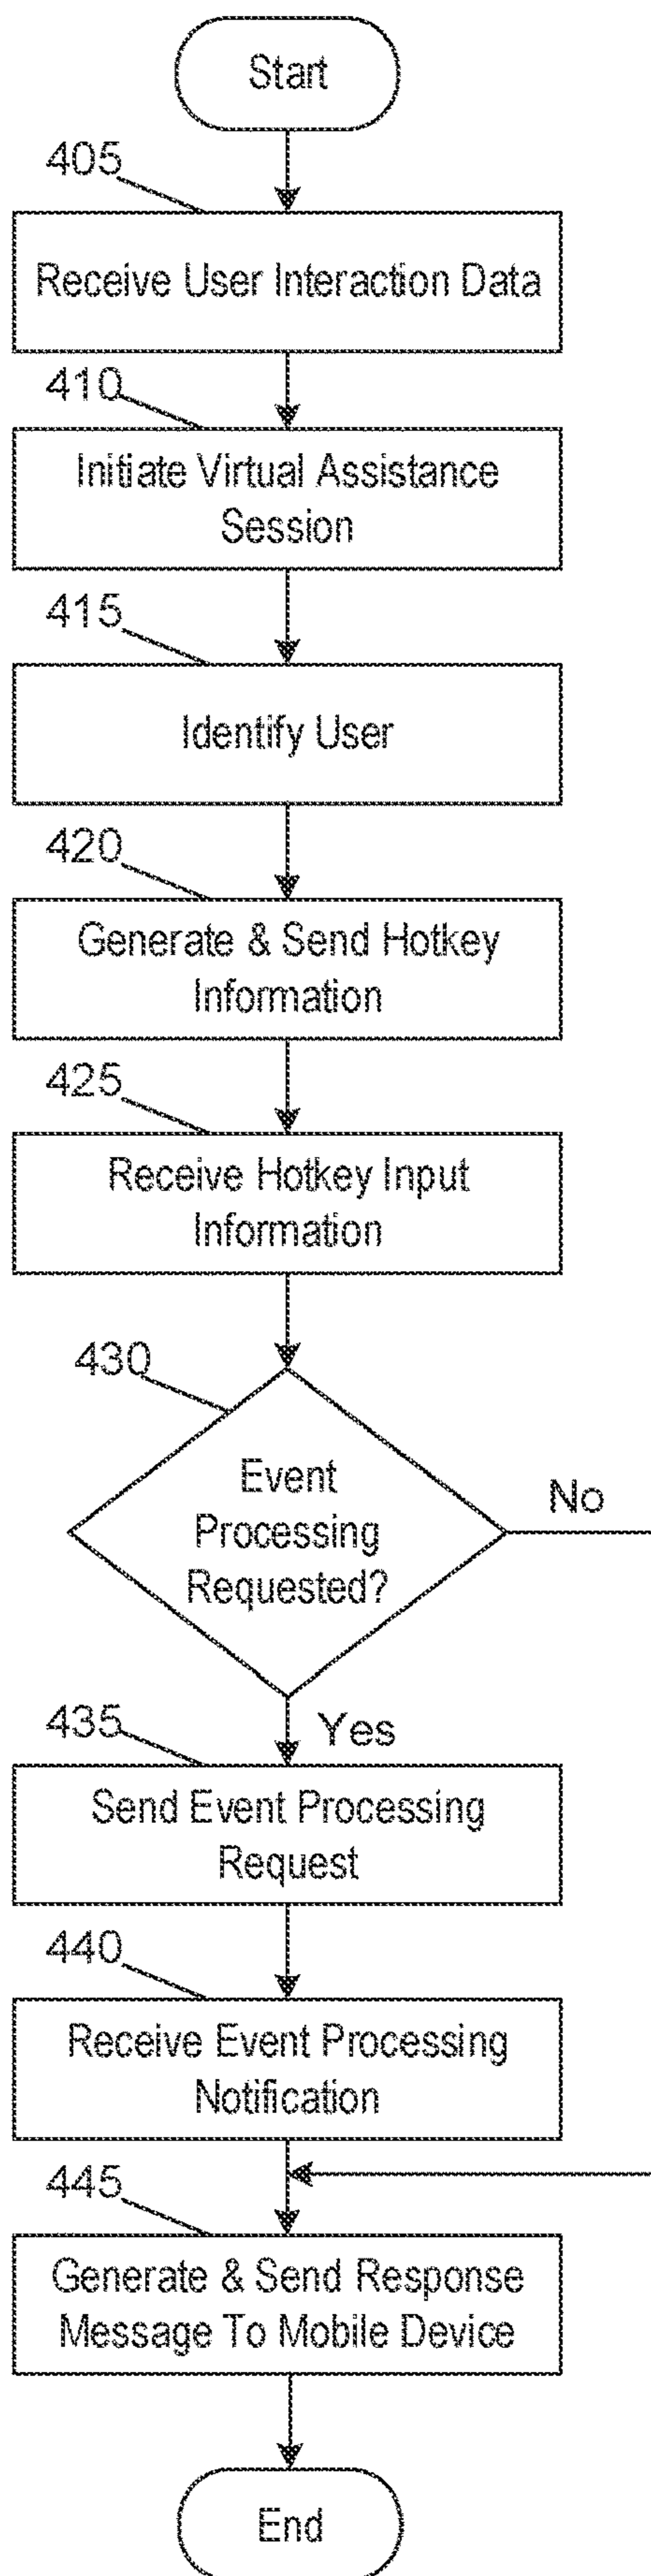 Start
405
Receive User Interaction Data
410
Initiate Virtual Assistance
Session
415
Identify User
420
Generate & Send Hotkey
Information
425
Receive Hotkey Input
Information
430
Event
Processing
Requested?
No
Yes
435
Send Event Processing
Request
440
Receive Event Processing
Notification
445
Generate & Send Response
Message To Mobile Device
End